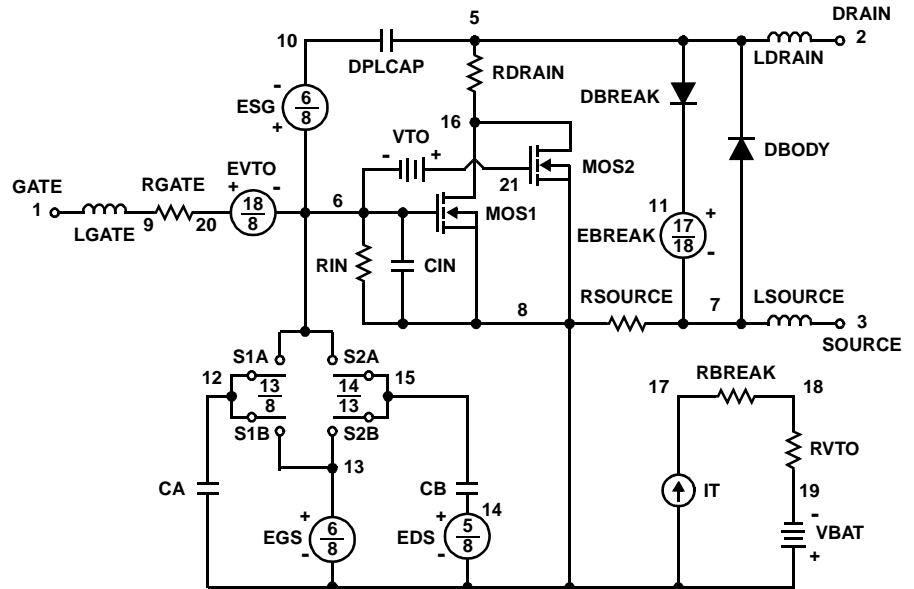 5
DRAIN
2
10
DPLCAP
LDRAIN
RDRAIN
DBREAK
-
6
8
ESG
+
16
VTO
- +
DBODY
MOS2
21
GATE
1
RGATE
EVTO
+ -
18
8
6
MOS1
11
LGATE
9
20
EBREAK
+
17
18
-
RIN
CIN
8
RSOURCE
7
LSOURCE
3
SOURCE
S1A
S2A
12
13
8
14
13
15
RBREAK
17
18
S1B
S2B
RVTO
13
CA
CB
14
IT
19
-
VBAT
+
+
EGS
6
8
-
+
EDS
5
8
-